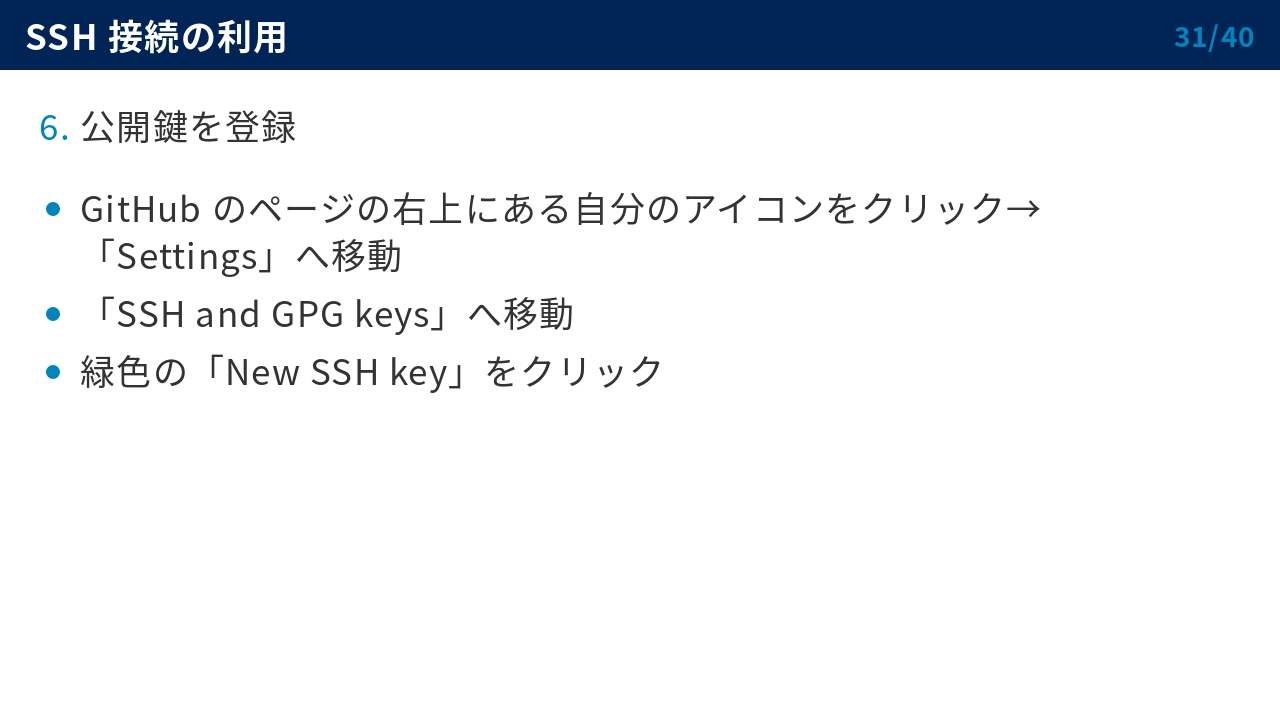 SSH 接続の利用
31/40
6. 公開鍵を登録
GitHub のページの右上にある自分のアイコンをクリック→
「Settings」へ移動
「SSH and GPG keys」へ移動
緑色の「New SSH key」をクリック